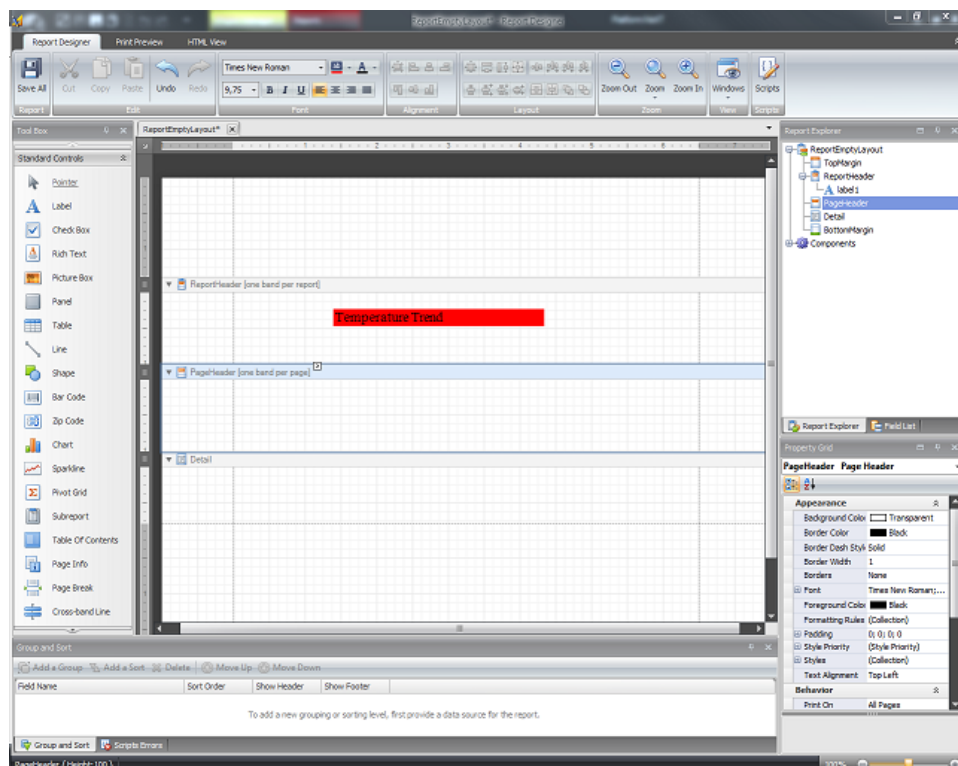 ReportEmptyLayout* - Report Designer
Report Designer Print Preview HTML View
Times New Roman
9,75 B I U
Save All Cut Copy Paste Undo Redo Zoom Out Zoom Zoom In Windows Scripts
Report Edit Font Alignment Layout Zoom View Scripts
Tool Box
ReportEmptyLayout*
Standard Controls
Pointer
Label
Check Box
Rich Text
Picture Box
Panel
Table
Line
Shape
Bar Code
Zip Code
Chart
Sparkline
Pivot Grid
Subreport
Table Of Contents
Page Info
Page Break
Cross-band Line
ReportHeader [one band per report]
Temperature Trend
PageHeader [one band per page]
Detail
Report Explorer
ReportEmptyLayout
TopMargin
ReportHeader
label1
PageHeader
Detail
BottomMargin
Components
Report Explorer Field List
Property Grid
PageHeader Page Header
Appearance
Background Color Transparent
Border Color Black
Border Dash Style Solid
Border Width 1
Borders None
Font Times New Roman;...
Foreground Color Black
Formatting Rules (Collection)
Padding 0; 0; 0; 0
Style Priority (Style Priority)
Styles (Collection)
Text Alignment Top Left
Behavior
Print On All Pages
Group and Sort
Add a Group Add a Sort Delete Move Up Move Down
Field Name Sort Order Show Header Show Footer
To add a new grouping or sorting level, first provide a data source for the report.
Group and Sort Scripts Errors
PageHeader { Height:100 } 100%